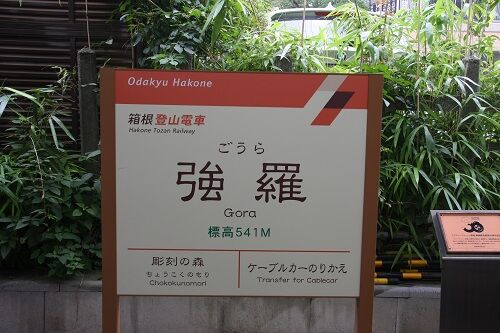 Odakyu Hakone
箱根登山電車
Hakone Tozan Railway
ごうら
強羅
Gora
標高541M
彫刻の森
ちょうこくのもり
Chokokunomori
ケーブルカーのりかえ
Transfer for Cablecar